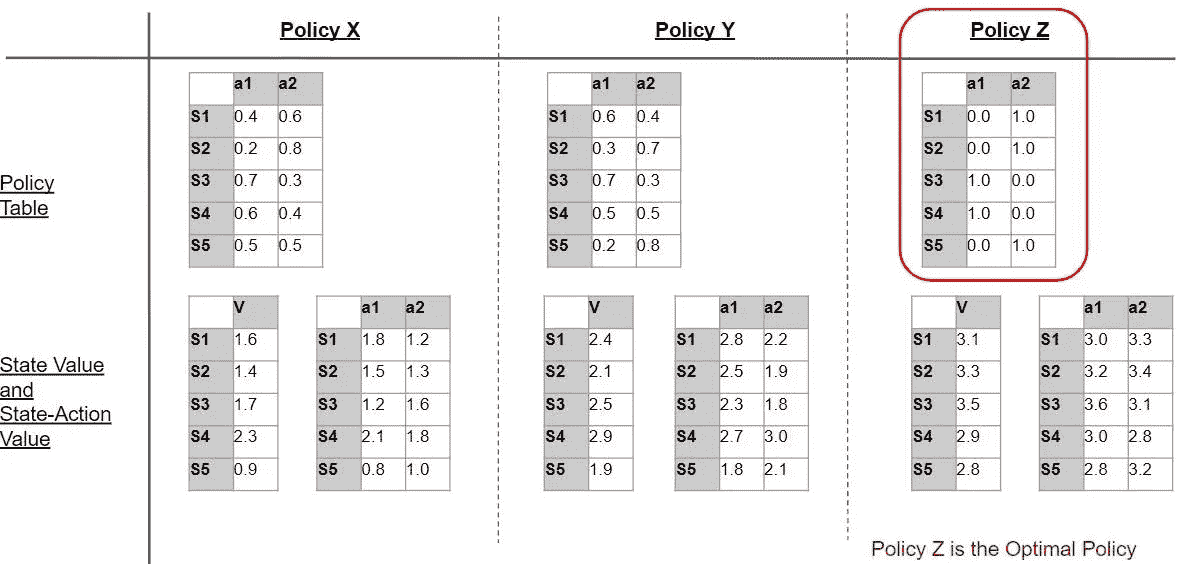 Policy X Policy Y Policy Z
Policy
Table
a1 a2
S1 0.4 0.6
S2 0.2 0.8
S3 0.7 0.3
S4 0.6 0.4
S5 0.5 0.5
a1 a2
S1 0.6 0.4
S2 0.3 0.7
S3 0.7 0.3
S4 0.5 0.5
S5 0.2 0.8
a1 a2
S1 0.0 1.0
S2 0.0 1.0
S3 1.0 0.0
S4 1.0 0.0
S5 0.0 1.0
State Value
and
State-Action
Value
V
S1 1.6
S2 1.4
S3 1.7
S4 2.3
S5 0.9
a1 a2
S1 1.8 1.2
S2 1.5 1.3
S3 1.2 1.6
S4 2.1 1.8
S5 0.8 1.0
V
S1 2.4
S2 2.1
S3 2.5
S4 2.9
S5 1.9
a1 a2
S1 2.8 2.2
S2 2.5 1.9
S3 2.3 1.8
S4 2.7 3.0
S5 1.8 2.1
V
S1 3.1
S2 3.3
S3 3.5
S4 2.9
S5 2.8
a1 a2
S1 3.0 3.3
S2 3.2 3.4
S3 3.6 3.1
S4 3.0 2.8
S5 2.8 3.2
Policy Z is the Optimal Policy